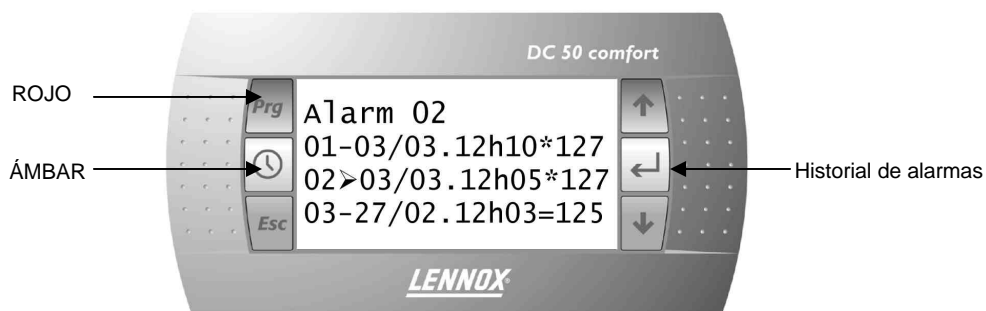 DC 50 comfort
ROJO
Prg
Alarm 02
01-03/03.12h10*127
ÁMBAR
02➢03/03.12h05*127
Historial de alarmas
Esc
03-27/02.12h03=125
LENNOX